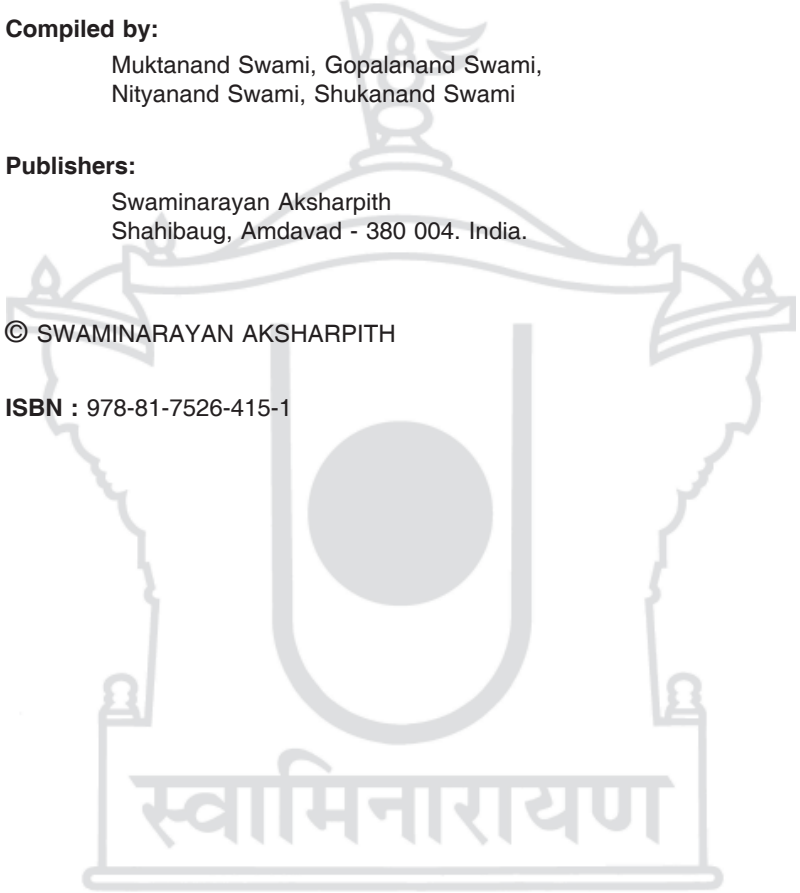 Compiled by:
Muktanand Swami, Gopalanand Swami,
Nityanand Swami, Shukanand Swami
Publishers:
Swaminarayan Aksharpith
Shahibaug, Amdavad - 380 004. India.
© SWAMINARAYAN AKSHARPITH
ISBN : 978-81-7526-415-1
स्वामिनारायण